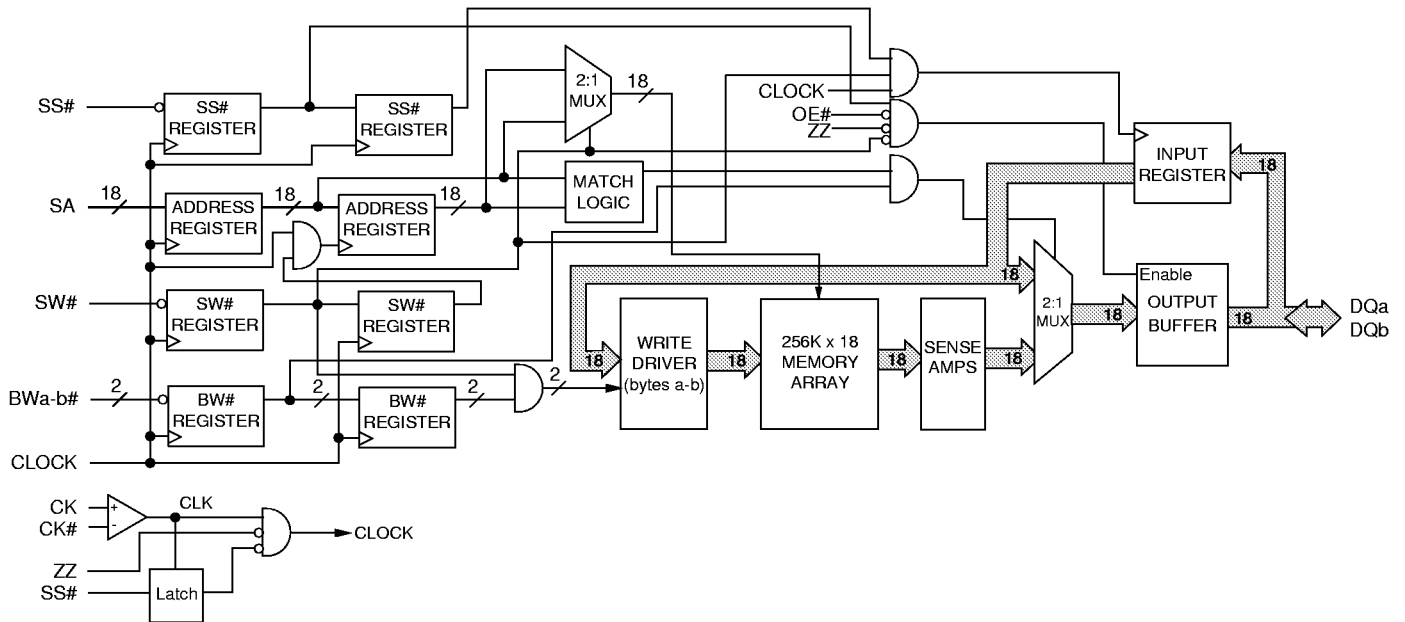 SS#
SS#
REGISTER
SS#
REGISTER
2:1
MUX
18
CLOCK
OE#
ZZ
INPUT
REGISTER
18
SA
18
ADDRESS
REGISTER
18
ADDRESS
REGISTER
18
MATCH
LOGIC
SW#
SW#
REGISTER
SW#
REGISTER
18
18
WRITE
DRIVER
(bytes a-b)
18
256K x 18
MEMORY
ARRAY
18
SENSE
AMPS
18
2:1
MUX
18
Enable
OUTPUT
BUFFER
18
DQa
DQb
BWa-b#
2
BW#
REGISTER
2
BW#
REGISTER
2
2
CLOCK
CK
CK#
+
-
CLK
CLOCK
ZZ
SS#
Latch